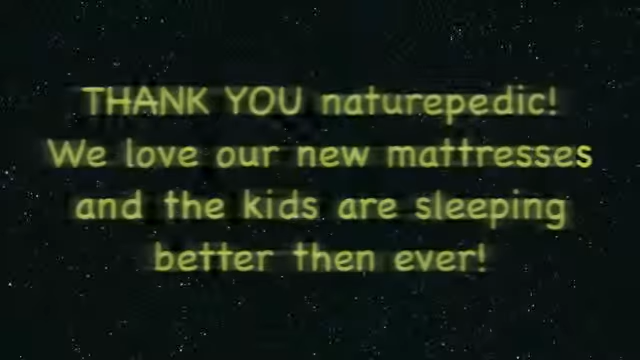 THANK YOU naturepedic!
We love our new mattresses
and the kids are sleeping
better then ever!